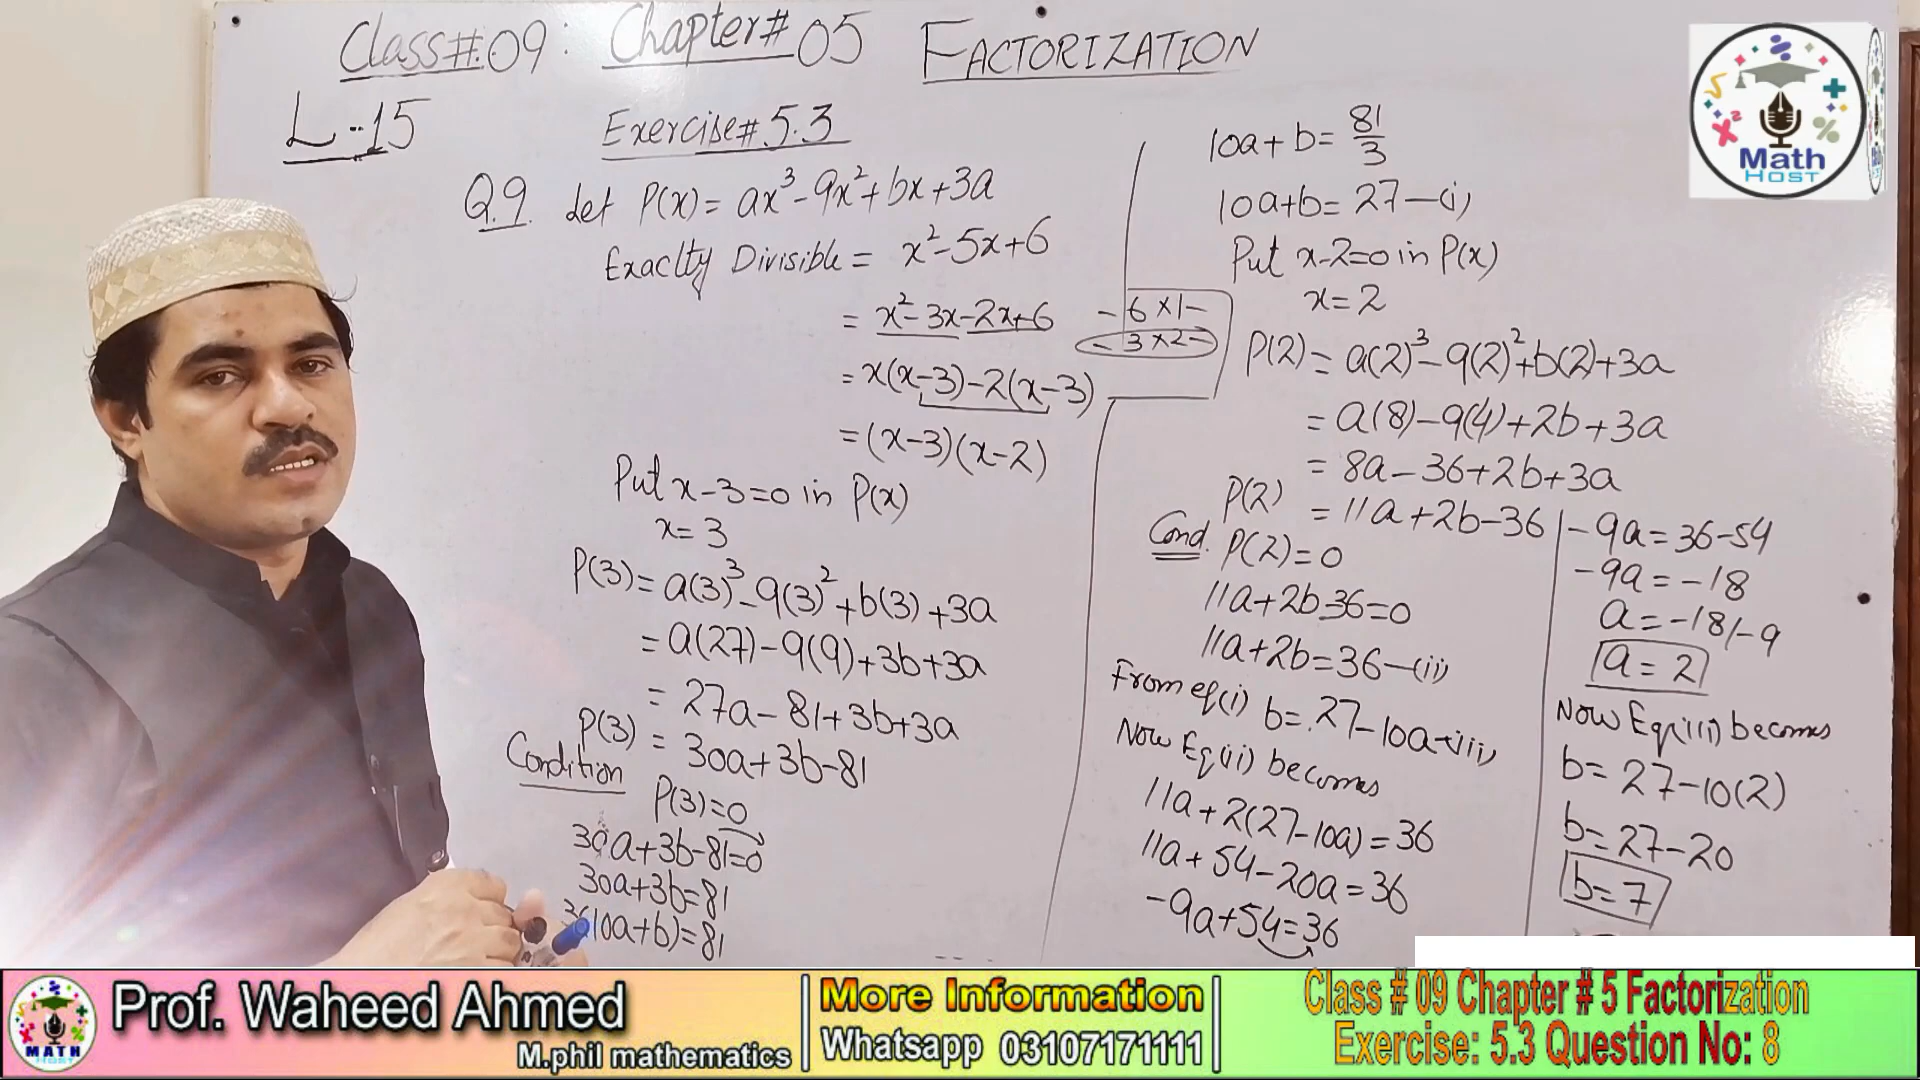 Class#09: Chapter#05 FACTORIZATION
L-15
Exercise#5.3
Q.9. Let P(x) = ax³-9x²+bx+3a
Exaclty Divisible = x²-5x+6
= x²-3x-2x+6
-6×1-
-3×2-
= x(x-3)-2(x-3)
= (x-3)(x-2)
Put x-3=0 in P(x)
x=3
P(3) = a(3)³-9(3)²+b(3)+3a
= a(27)-9(9)+3b+3a
= 27a-81+3b+3a
P(3) = 30a+3b-81
Condition
P(3)=0
30a+3b-81=0
30a+3b=81
3(10a+b)=81
10a+b=81/3
10a+b=27-(i)
Put x-2=0 in P(x)
x=2
P(2) = a(2)³-9(2)²+b(2)+3a
= a(8)-9(4)+2b+3a
= 8a-36+2b+3a
P(2) = 11a+2b-36
Cond. P(2)=0
11a+2b-36=0
11a+2b=36-(ii)
From eq(i) b=27-10a-(iii)
Now Eq(ii) becomes
11a+2(27-10a)=36
11a+54-20a=36
-9a+54=36
-9a=36-54
-9a=-18
a=-18/-9
a=2
Now Eq(iii) becomes
b=27-10(2)
b=27-20
b=7
Math
HOST
MATH
HOST
Prof. Waheed Ahmed
M.phil mathematics
More Information
Whatsapp 03107171111
Class # 09 Chapter # 5 Factorization
Exercise: 5.3 Question No: 8